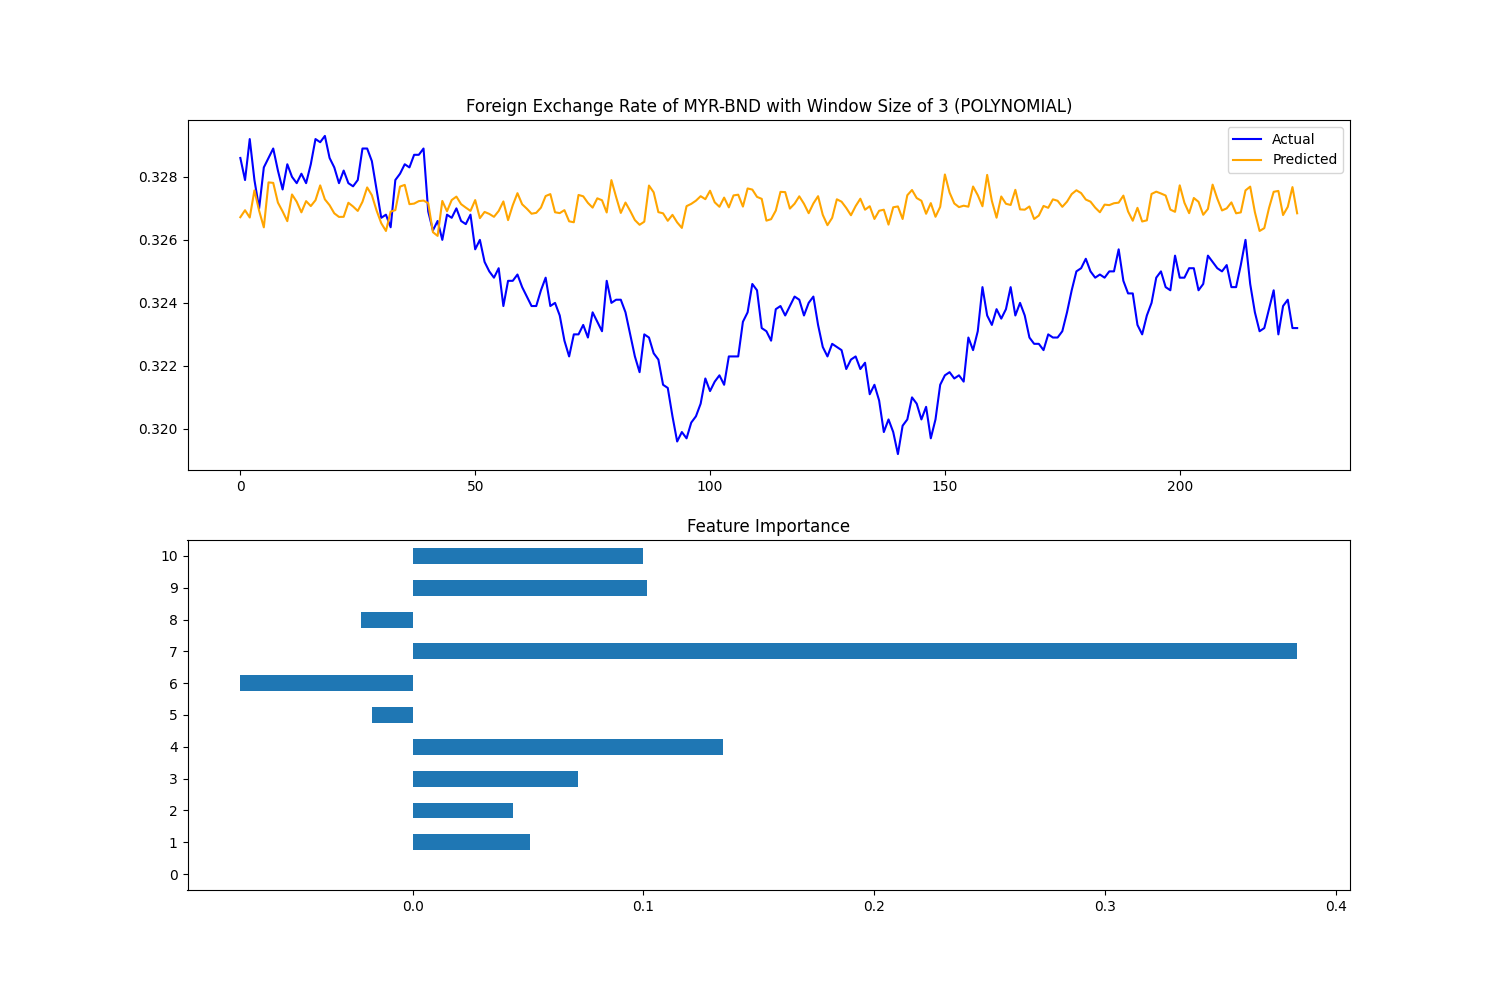 Foreign Exchange Rate of MYR-BND with Window Size of 3 (POLYNOMIAL)
Actual
Predicted
0.328
0.326
0.324
0.322
0.320
0 50 100 150 200
Feature Importance
10
9
8
7
6
5
4
3
2
1
0
0.0 0.1 0.2 0.3 0.4